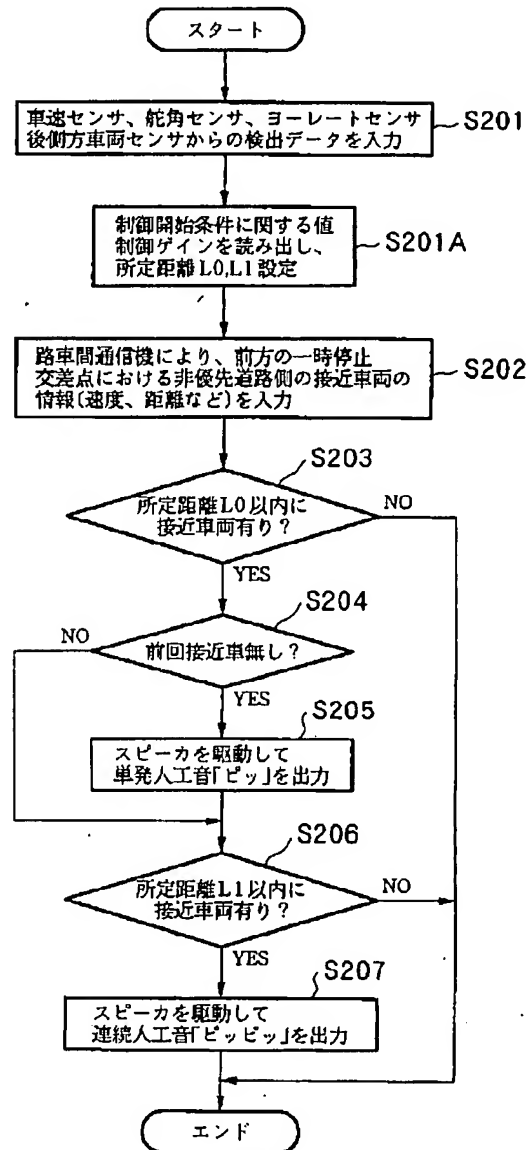 スタート
車速センサ、舵角センサ、ヨーレートセンサ
後側方車両センサからの検出データを入力
S201
制御開始条件に関する値
制御ゲインを読み出し、
所定距離L0,L1設定
S201A
路車間通信機により、前方の一時停止
交差点における非優先道路側の接近車両の
情報(速度、距離など)を入力
S202
S203
所定距離L0以内に
接近車両有り?
NO
YES
S204
NO
前回接近車無し?
YES
S205
スピーカを駆動して
単発人工音「ピッ」を出力
S206
所定距離L1以内に
接近車両有り?
NO
YES
S207
スピーカを駆動して
連続人工音「ピッピッ」を出力
エンド